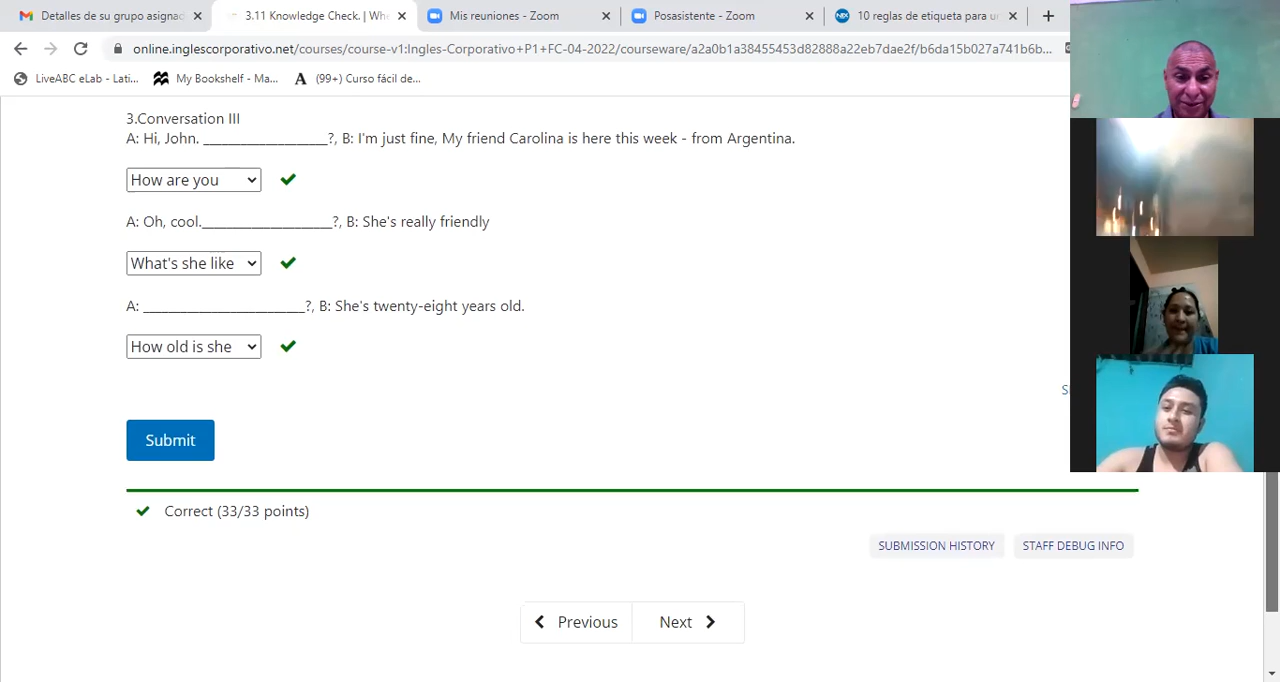 Detalles de su grupo asignad
3.11 Knowledge Check. | Whe
Mis reuniones - Zoom
Posasistente - Zoom
10 reglas de etiqueta para u
online.inglescorporativo.net/courses/course-v1:Ingles-Corporativo+P1+FC-04-2022/courseware/a2a0b1a38455453d82888a22eb7dae2f/b6da15b027a741b6b...
LiveABC eLab - Lati...
My Bookshelf - Ma...
(99+) Curso fácil de...
3.Conversation III
A: Hi, John. ____________________?, B: I'm just fine, My friend Carolina is here this week - from Argentina.
How are you
A: Oh, cool._____________________?, B: She's really friendly
What's she like
A: __________________________?, B: She's twenty-eight years old.
How old is she
S
Submit
Correct (33/33 points)
SUBMISSION HISTORY
STAFF DEBUG INFO
Previous
Next